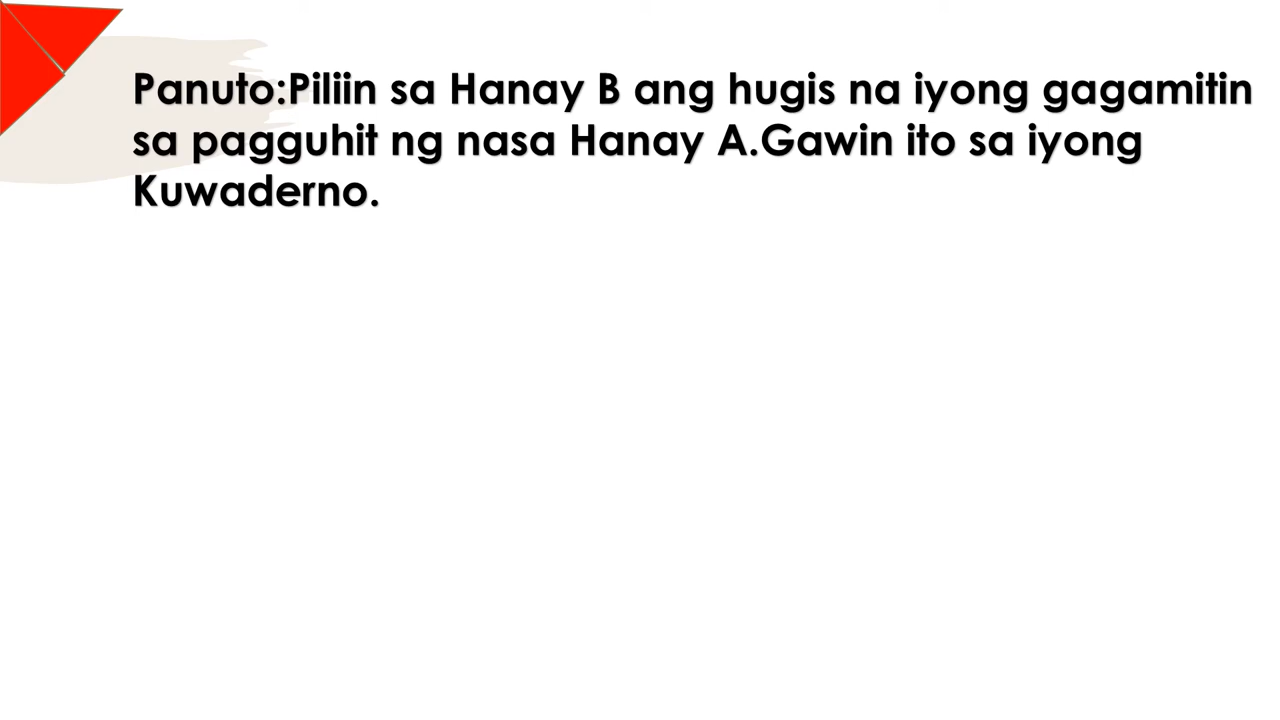 Panuto:Piliin sa Hanay B ang hugis na iyong gagamitin
sa pagguhit ng nasa Hanay A.Gawin ito sa iyong
Kuwaderno.